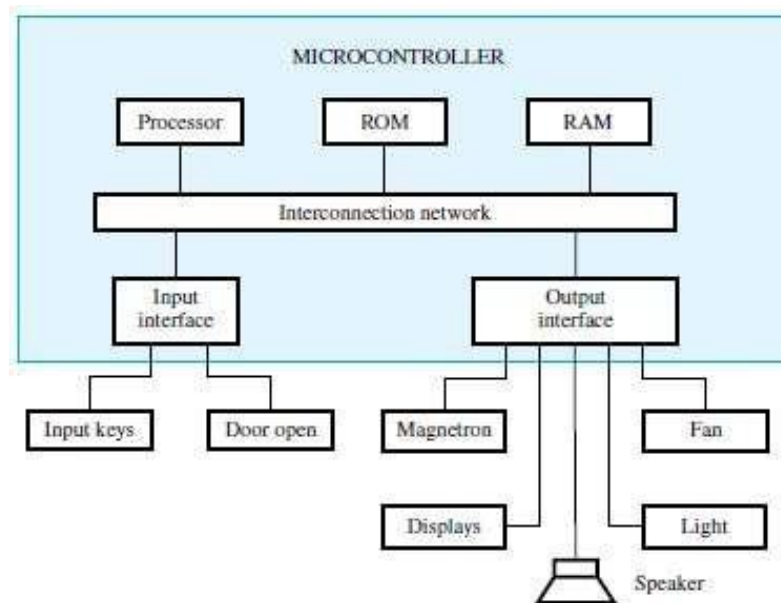 MICROCONTROLLER
Processor
ROM
RAM
Interconnection network
Input
interface
Output
interface
Input keys
Door open
Magnetron
Fan
Displays
Light
Speaker